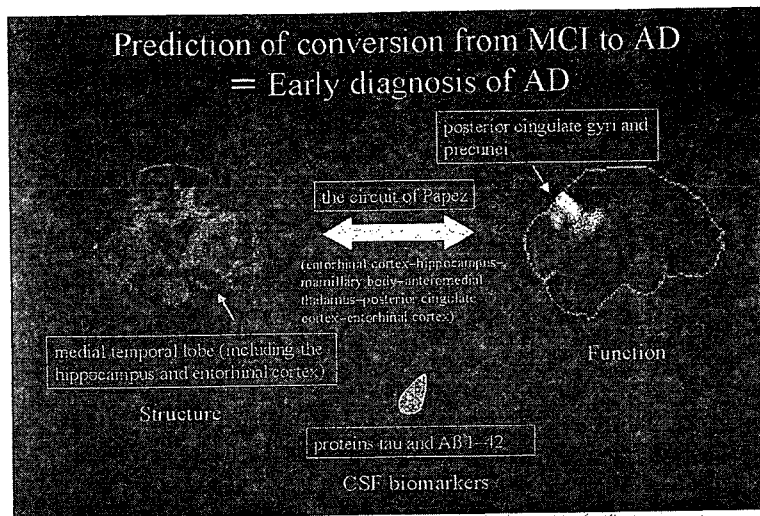 Prediction of conversion from MCI to AD
= Early diagnosis of AD
posterior cingulate gyri and
precunei
the circuit of Papez
(entorhinal cortex–hippocampus–
mamillary body–anteromedial
thalamus–posterior cingulate
cortex–entorhinal cortex)
medial temporal lobe (including the
hippocampus and entorhinal cortex)
Function
Structure
proteins tau and Aß 1–42
CSF biomarkers